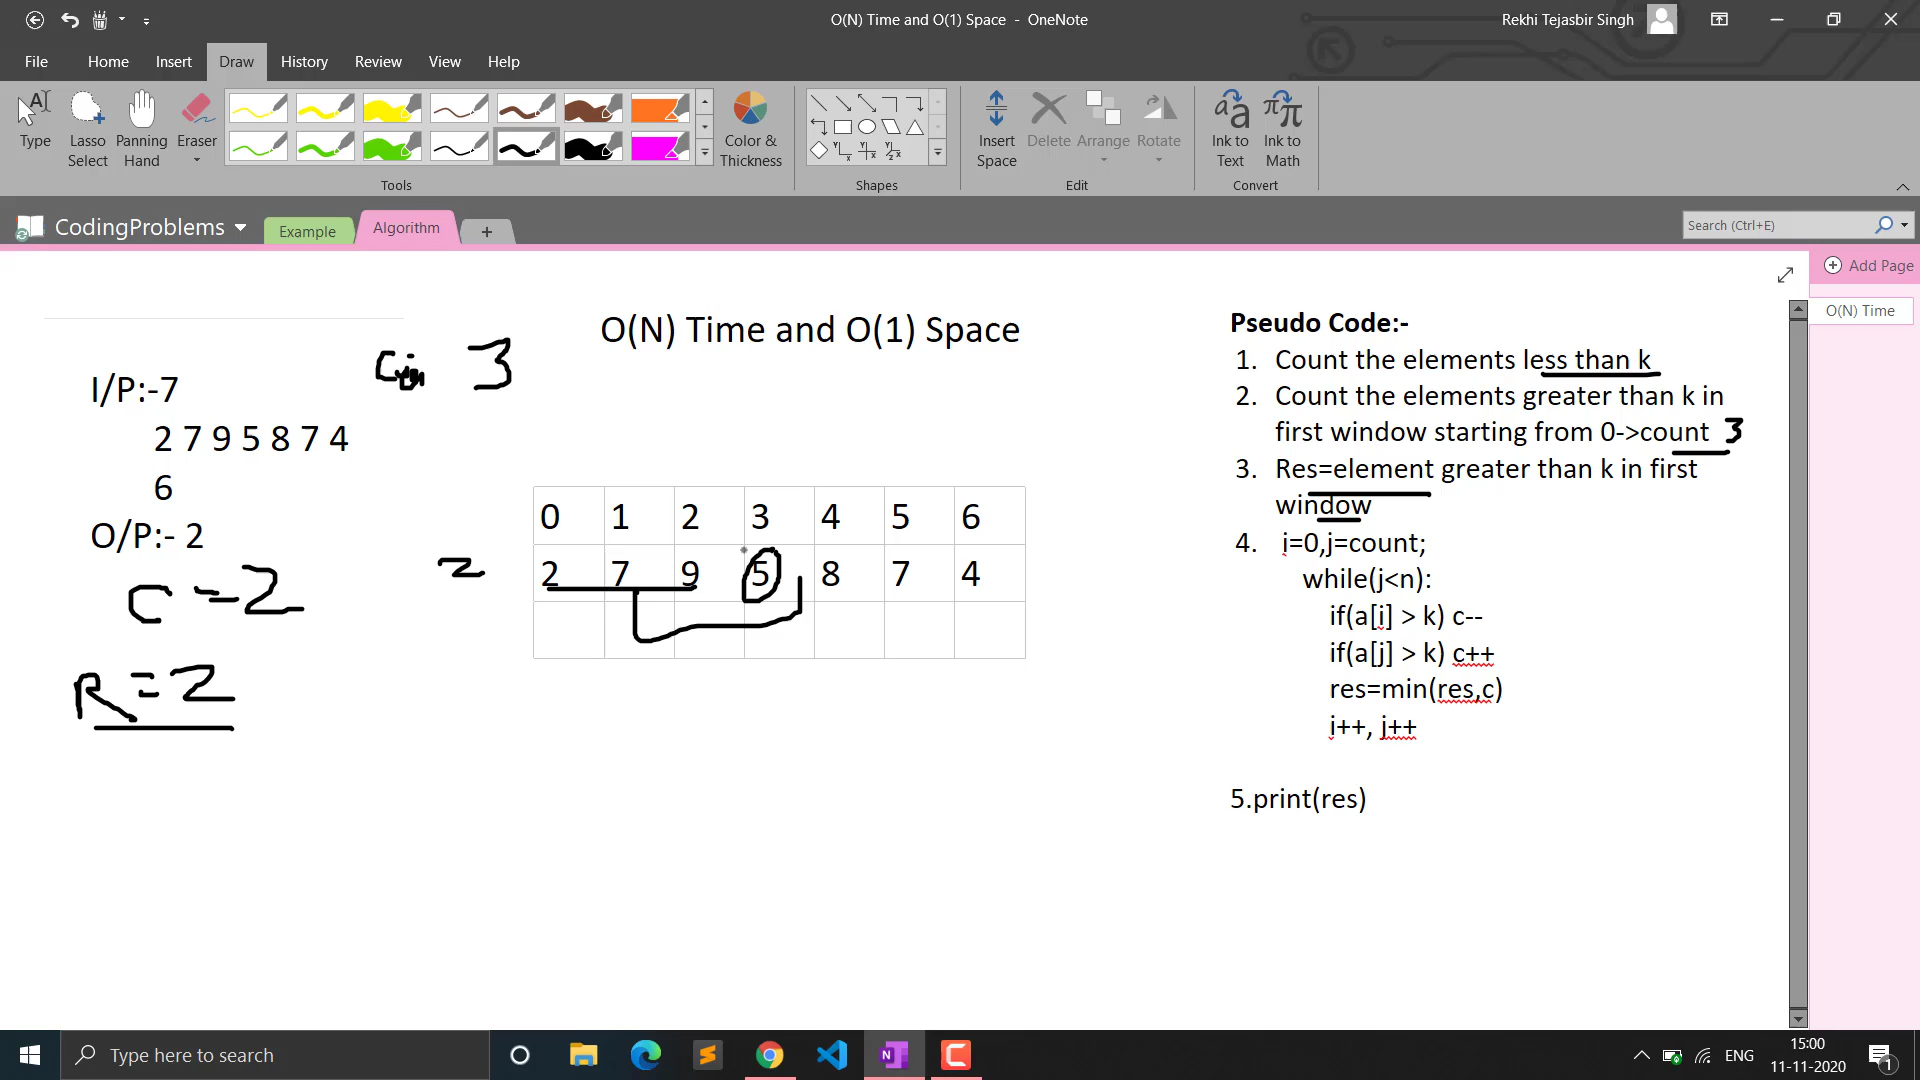 O(N) Time and O(1) Space - OneNote
Rekhi Tejasbir Singh
File Home Insert Draw History Review View Help
Type
Lasso Select
Panning Hand
Eraser
Color & Thickness
Insert Space
Delete
Arrange
Rotate
Ink to Text
Ink to Math
Tools
Shapes
Edit
Convert
CodingProblems
Example
Algorithm
Search (Ctrl+E)
Add Page
O(N) Time
O(N) Time and O(1) Space
3
I/P:-7
2 7 9 5 8 7 4
6
O/P:- 2
C = 2
R = 2
0 1 2 3 4 5 6
2 7 9 5 8 7 4
Pseudo Code:-
1. Count the elements less than k
2. Count the elements greater than k in
first window starting from 0->count 3
3. Res=element greater than k in first
window
4. i=0,j=count;
while(j<n):
if(a[i] > k) c--
if(a[j] > k) c++
res=min(res,c)
i++, j++
5.print(res)
Type here to search
ENG
15:00
11-11-2020
1